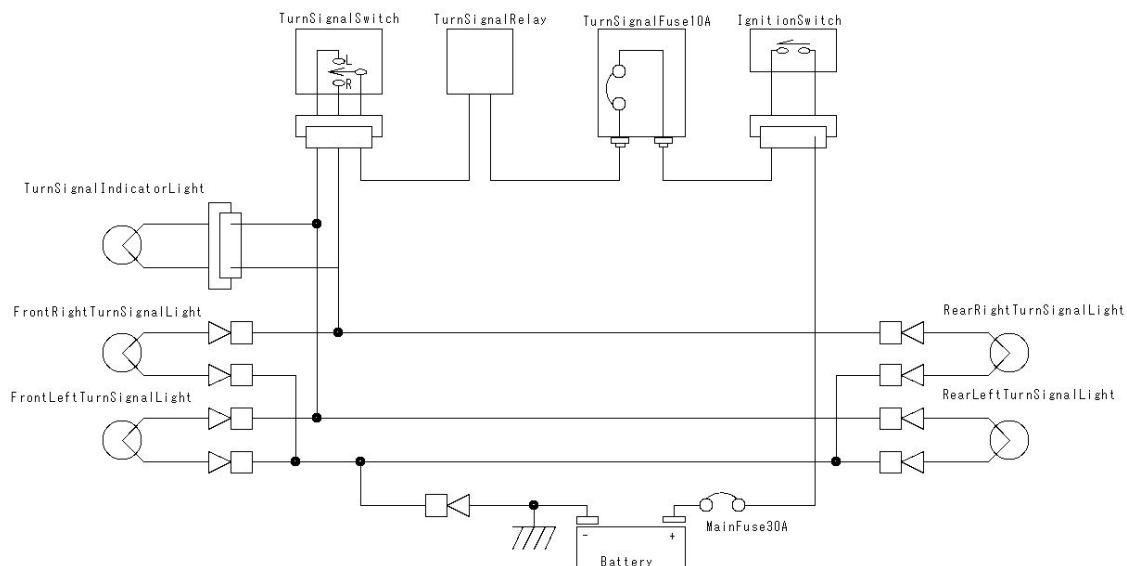 TurnSignalSwitch
TurnSignalRelay
TurnSignalFuse10A
IgnitionSwitch
L
R
TurnSignalIndicatorLight
FrontRightTurnSignalLight
RearRightTurnSignalLight
FrontLeftTurnSignalLight
RearLeftTurnSignalLight
MainFuse30A
- +
Battery